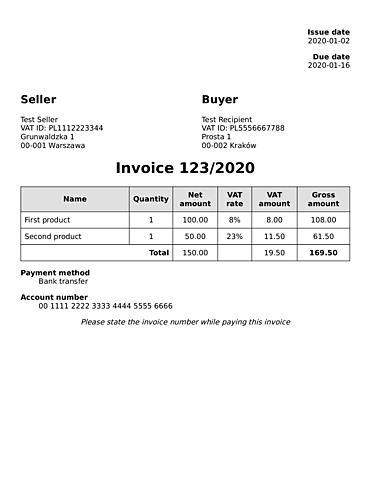 Issue date
2020-01-02
Due date
2020-01-16
Seller
Test Seller
VAT ID: PL1112223344
Grunwaldzka 1
00-001 Warszawa
Buyer
Test Recipient
VAT ID: PL5556667788
Prosta 1
00-002 Kraków
Invoice 123/2020
Name Quantity Net amount VAT rate VAT amount Gross amount
First product 1 100.00 8% 8.00 108.00
Second product 1 50.00 23% 11.50 61.50
Total 150.00 19.50 169.50
Payment method
Bank transfer
Account number
00 1111 2222 3333 4444 5555 6666
Please state the invoice number while paying this invoice